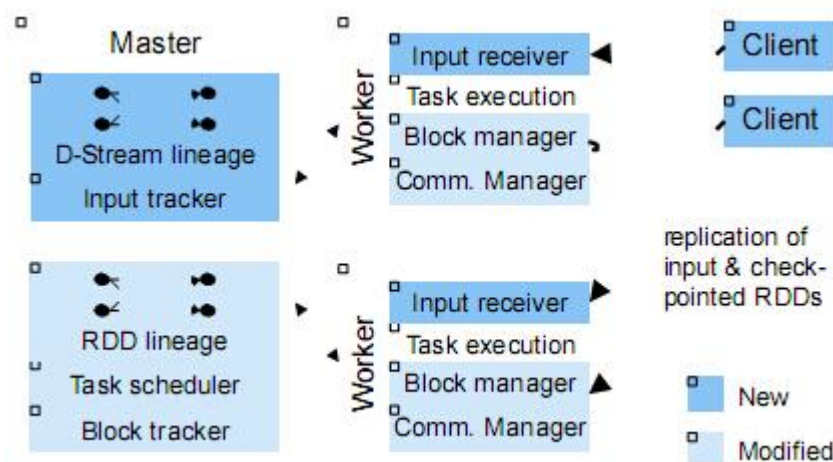 Master
D-Stream lineage
Input tracker
RDD lineage
Task scheduler
Block tracker
Worker
Input receiver
Task execution
Block manager
Comm. Manager
Worker
Input receiver
Task execution
Block manager
Comm. Manager
Client
Client
replication of
input & check-
pointed RDDs
New
Modified